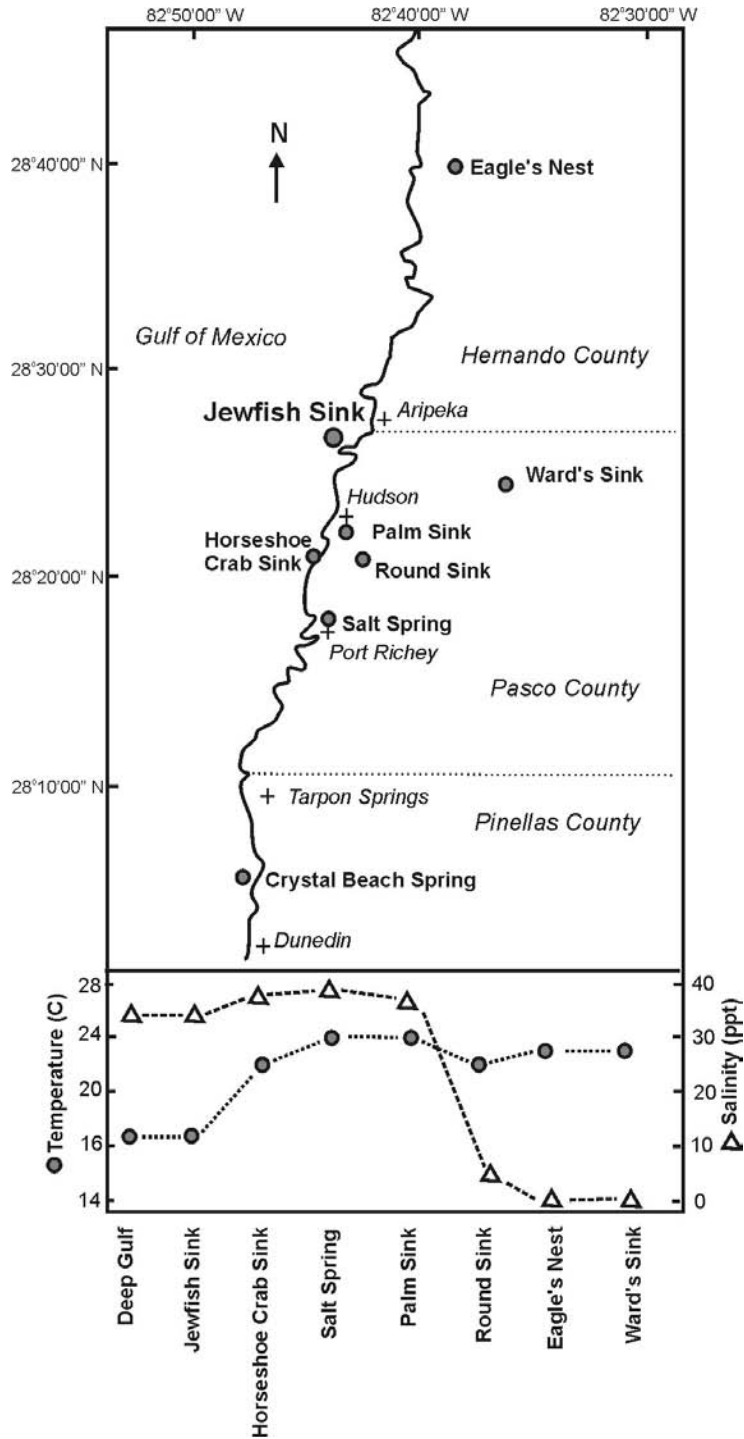 82°50'00” W 82°40'00” W 82°30'00” W
N
28°40'00” N
Eagle's Nest
Gulf of Mexico
Hernando County
28°30'00” N
Jewfish Sink
Aripeka
Ward's Sink
Hudson
Palm Sink
Horseshoe
Crab Sink
Round Sink
28°20'00” N
Salt Spring
Port Richey
Pasco County
28°10'00” N
Tarpon Springs
Pinellas County
Crystal Beach Spring
Dunedin
28
24
20
16
14
Temperature (C)
40
30
20
10
0
Salinity (ppt)
Deep Gulf
Jewfish Sink
Horseshoe Crab Sink
Salt Spring
Palm Sink
Round Sink
Eagle's Nest
Ward's Sink